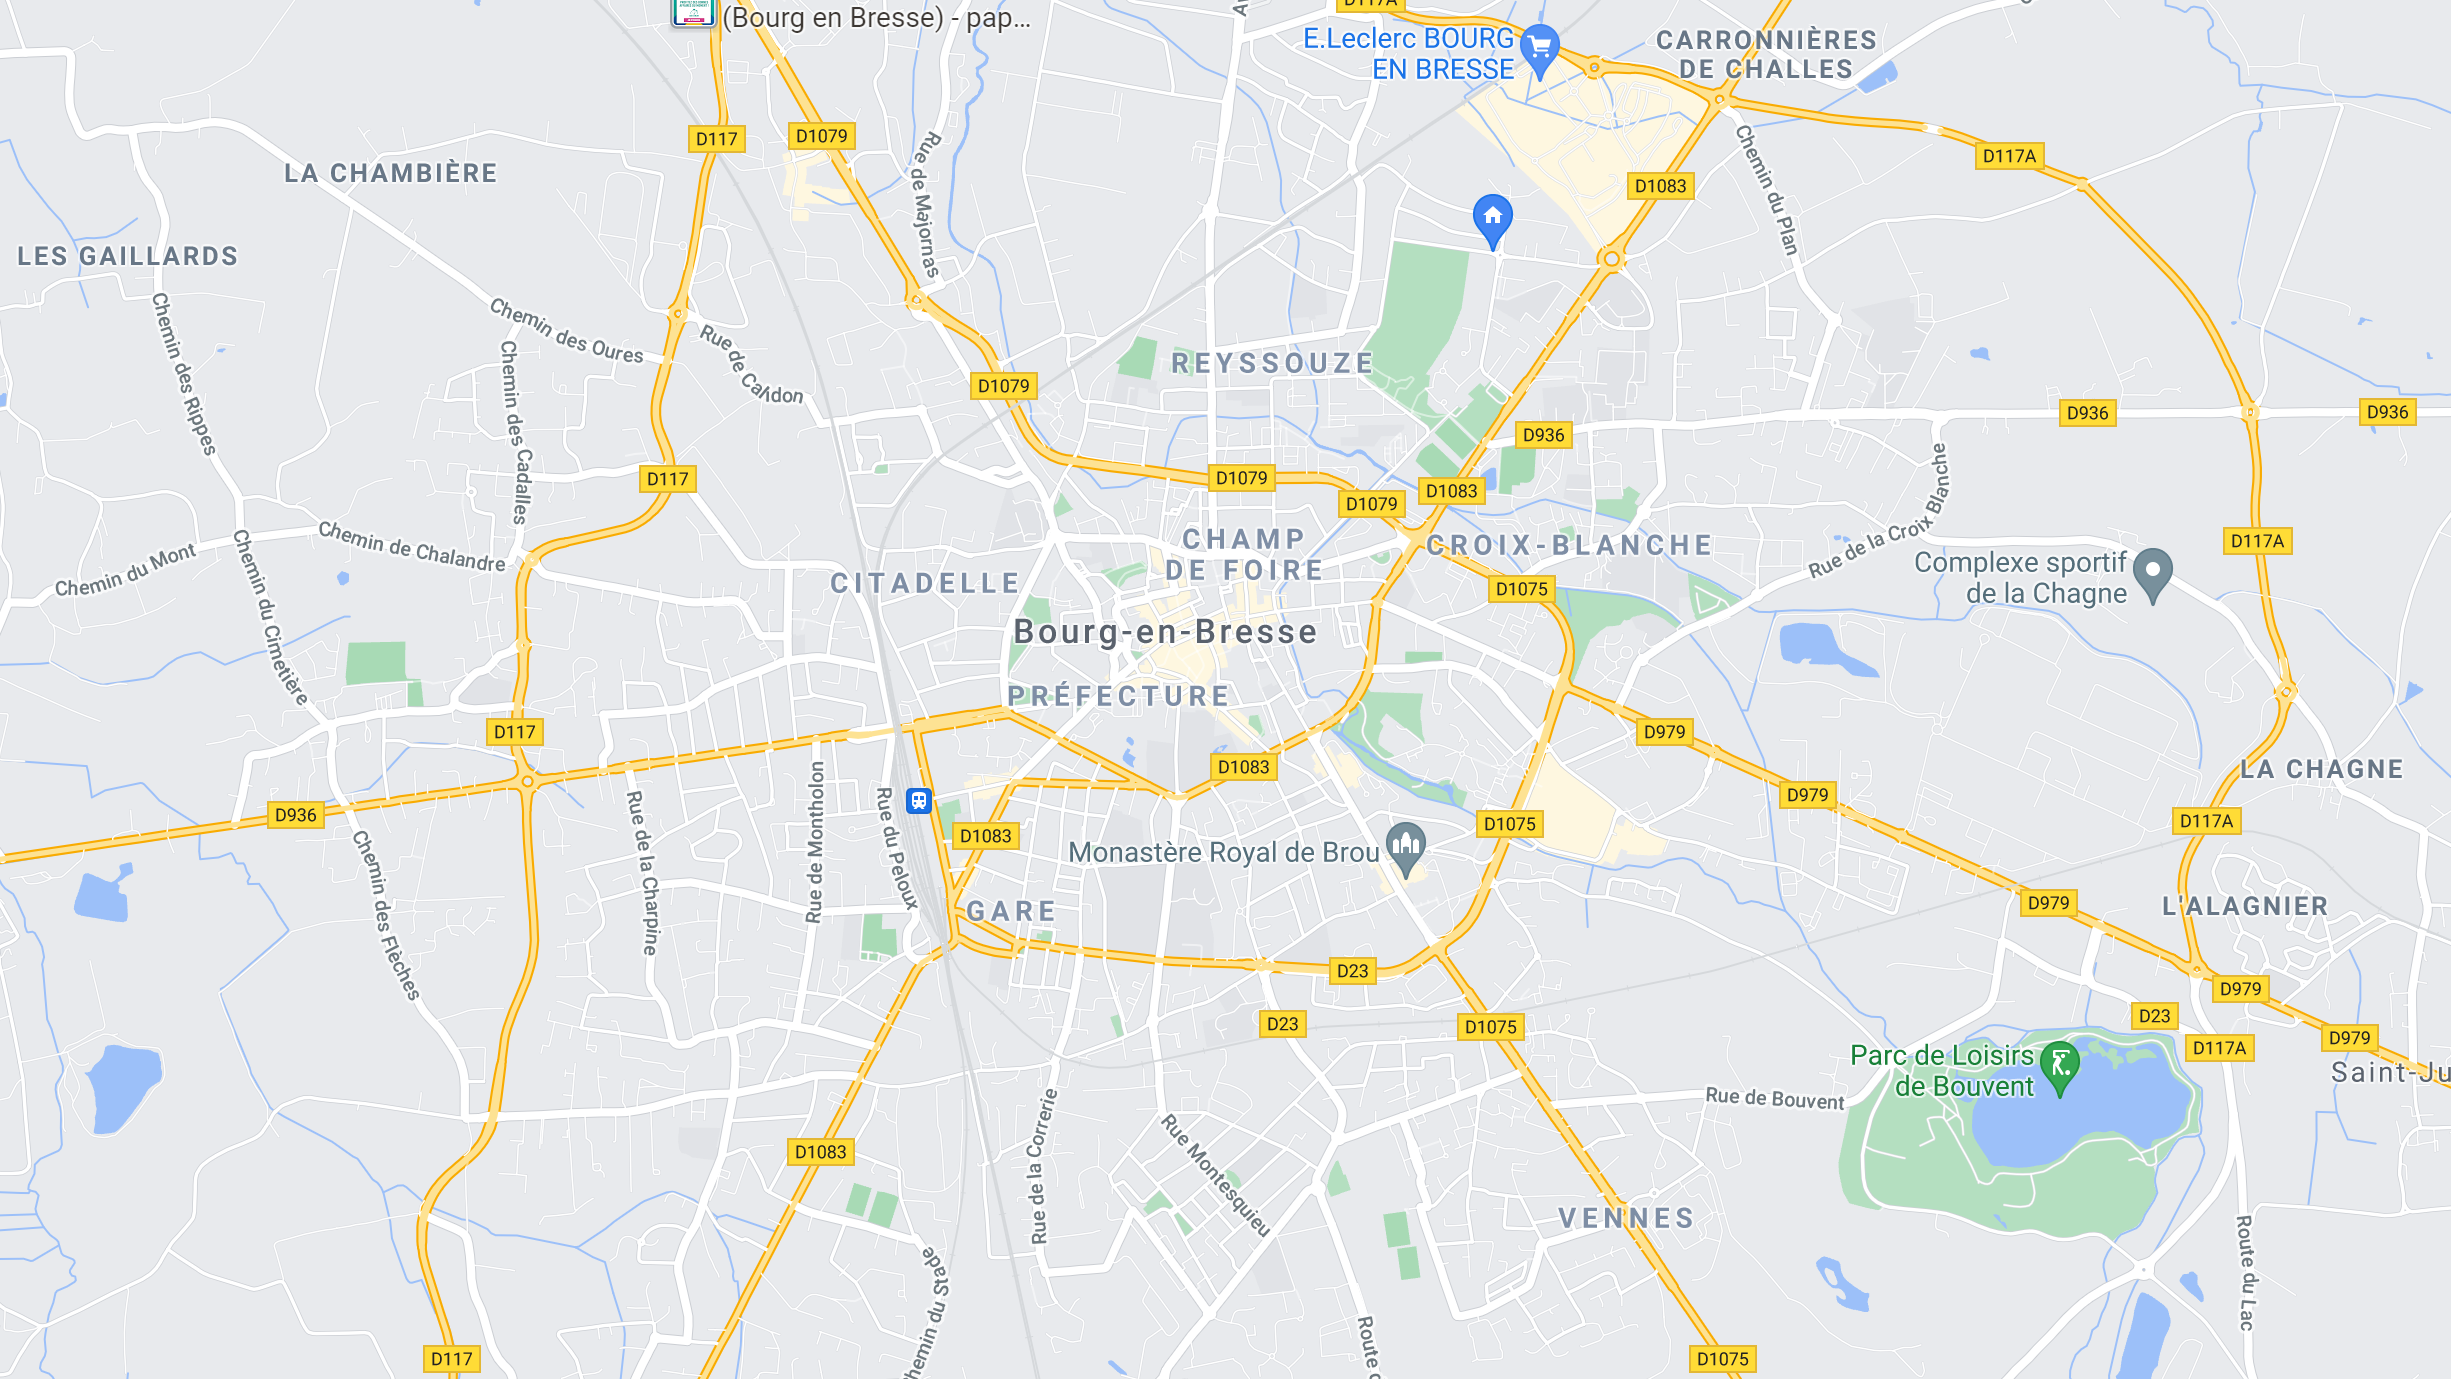 (Bourg en Bresse) - pap...
D117A
E.Leclerc BOURG
EN BRESSE
CARRONNIÈRES
DE CHALLES
D117
D1079
Rue de Majornas
D117A
D1083
Chemin du Plan
LA CHAMBIÈRE
LES GAILLARDS
Chemin des Rippes
Chemin des Oures
Chemin des Cadalles
Rue de Calidon
REYSSOUZE
D1079
D936
D936
D936
D117
D1079
D1079
D1083
Rue de la Croix Blanche
D117A
Chemin du Mont
Chemin de Chalandre
Chemin du Cimetière
CITADELLE
CHAMP
DE FOIRE
CROIX-BLANCHE
D1075
Complexe sportif
de la Chagne
Bourg-en-Bresse
PRÉFECTURE
D117
D979
D1083
LA CHAGNE
D979
D936
D117A
Rue de la Charpine
Rue de Montholon
Rue du Peloux
D1083
D1075
Monastère Royal de Brou
Chemin des Flèches
GARE
D979
L'ALAGNIER
D23
D979
D23
D1075
D23
D117A
D979
Parc de Loisirs
de Bouvent
Saint-Ju
Rue de Bouvent
Rue de la Correrie
Rue Montesquieu
D1083
VENNES
Chemin du Stade
Route du Lac
D117
D1075